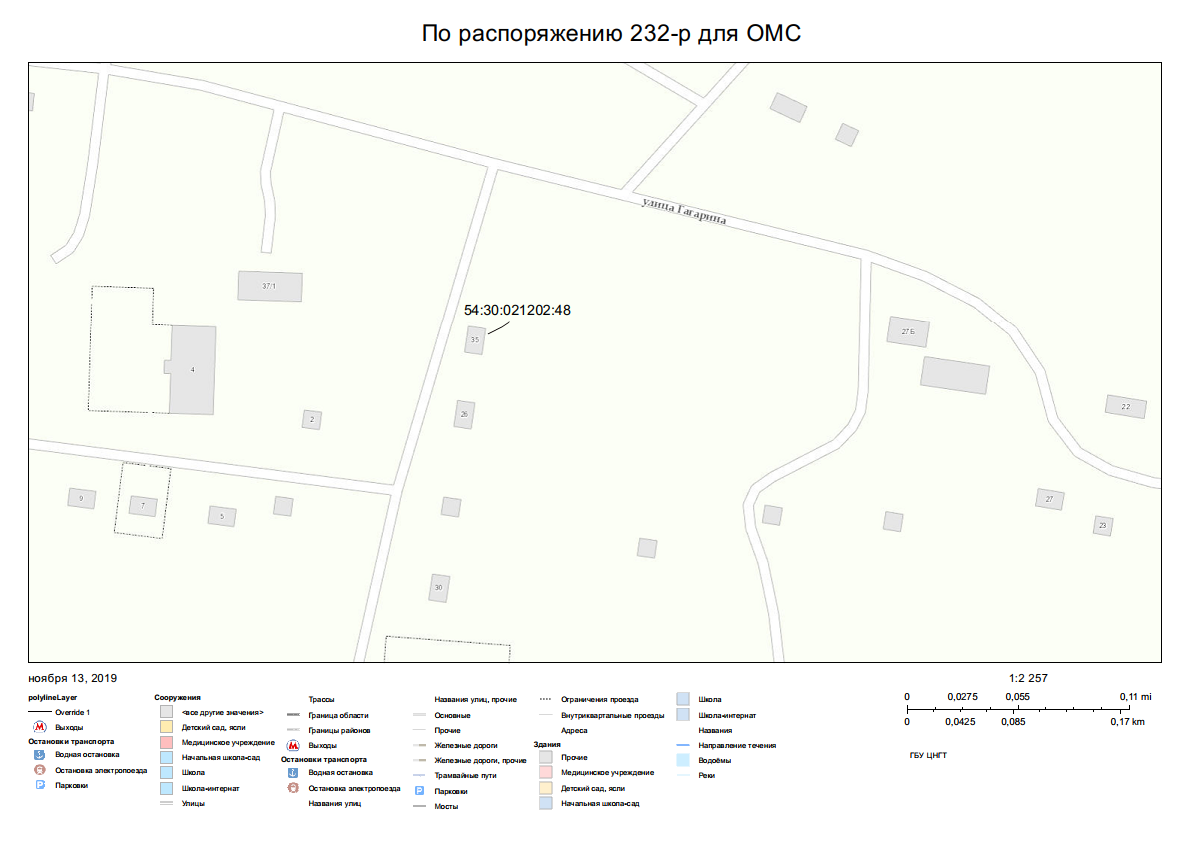 По распоряжению 232-р для ОМС
улица Гагарина
37/1
54:30:021202:48
35
27 Б
4
22
26
2
9
7
5
27
23
30
ноября 13, 2019
1:2 257
polylineLayer
Override 1
Выходы
Остановки транспорта
Водная остановка
Остановка электропоезда
Парковки
Сооружения
<все другие значения>
Детский сад, ясли
Медицинское учреждение
Начальная школа-сад
Школа
Школа-интернат
Улицы
Трассы
Граница области
Границы районов
Выходы
Остановки транспорта
Водная остановка
Остановка электропоезда
Названия улиц
Названия улиц, прочие
Основные
Прочие
Железные дороги
Железные дороги, прочие
Трамвайные пути
Парковки
Мосты
Ограничения проезда
Внутриквартальные проезды
Адреса
Здания
Прочие
Медицинское учреждение
Детский сад, ясли
Начальная школа-сад
Школа
Школа-интернат
Названия
Направление течения
Водоёмы
Реки
0 0,0275 0,055 0,11 mi
0 0,0425 0,085 0,17 km
ГБУ ЦНГТ